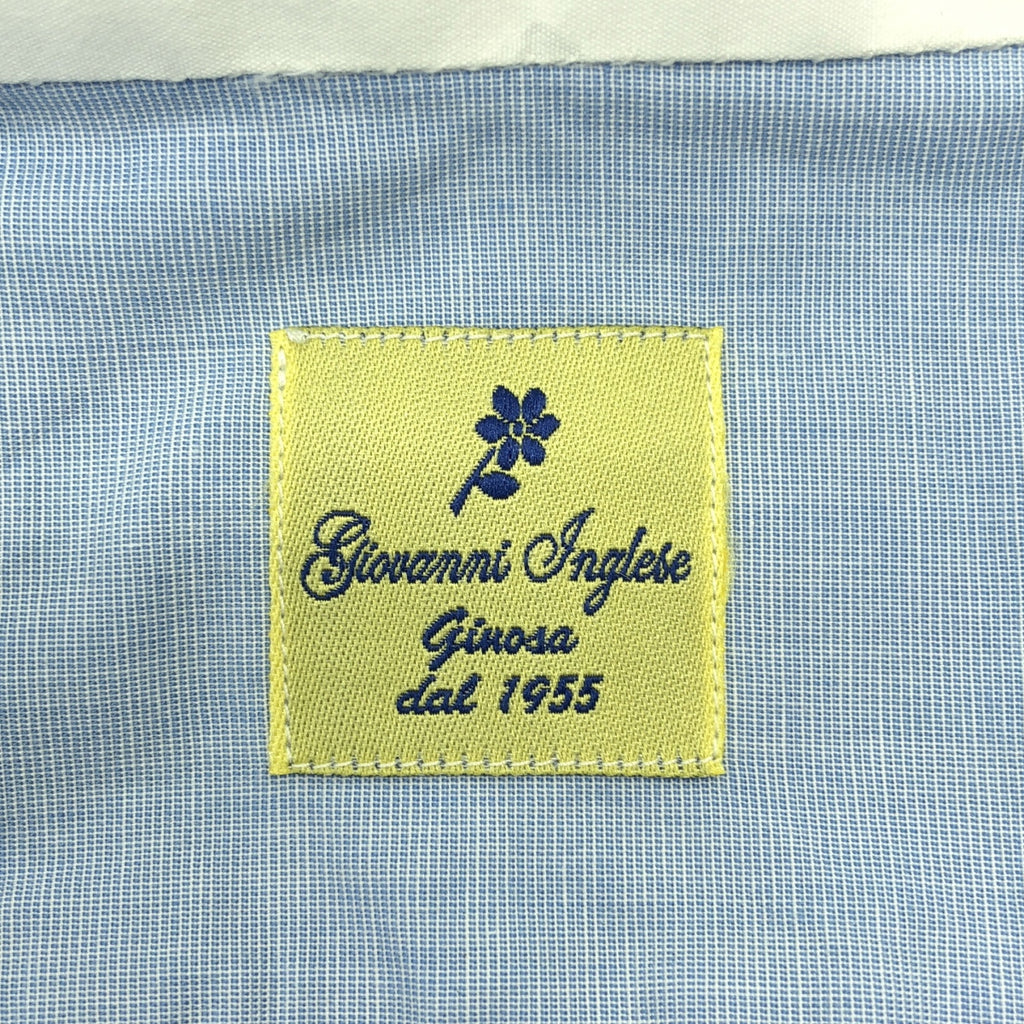 Giovanni Inglese
Ginosa
dal 1955